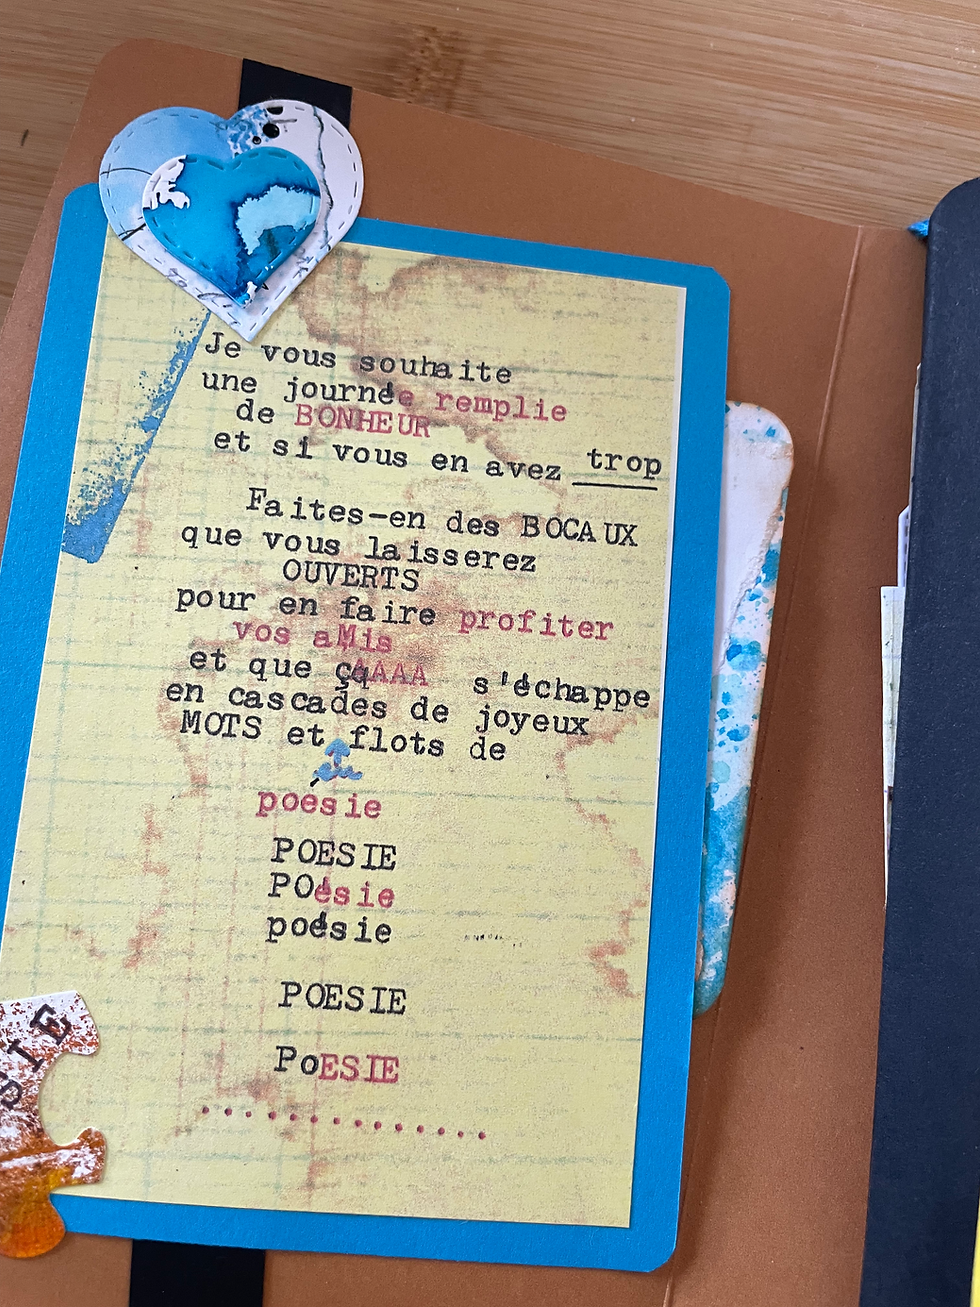 Je vous souhaite
une journée remplie
de BONHEUR
et si vous en avez trop
Faites-en des BOCAUX
que vous laisserez
OUVERTS
pour en faire profiter
vos aMis
et que çqAAAA s'échappe
en cascades de joyeux
MOTS et flots de
poésie
POESIE
POésie
poésie
POESIE
PoESIE
..............
SIE